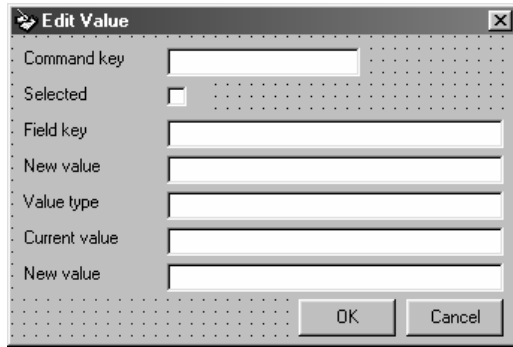 Edit Value
Command key
Selected
Field key
New value
Value type
Current value
New value
OK Cancel